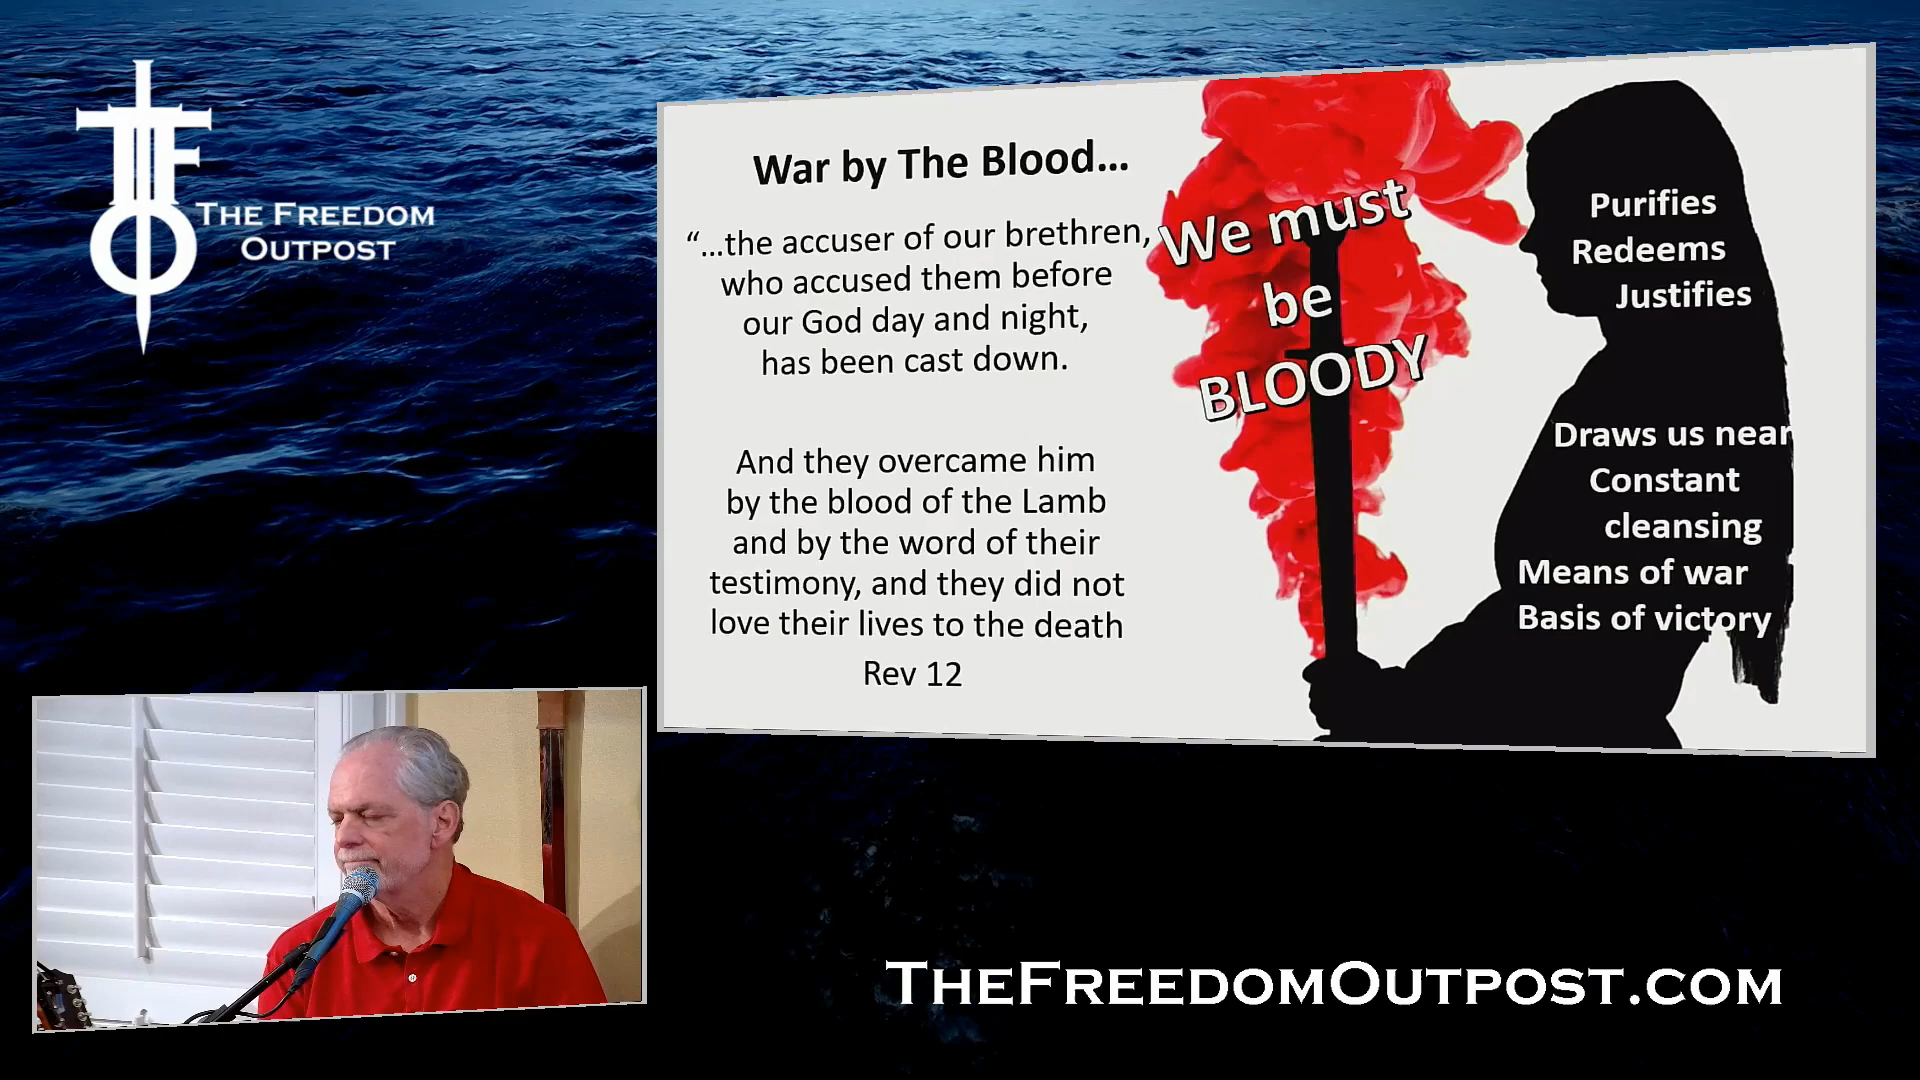 THE FREEDOM
OUTPOST
War by The Blood...
“...the accuser of our brethren,
who accused them before
our God day and night,
has been cast down.
And they overcame him
by the blood of the Lamb
and by the word of their
testimony, and they did not
love their lives to the death
Rev 12
We must
be
BLOODY
Purifies
Redeems
Justifies
Draws us near
Constant
cleansing
Means of war
Basis of victory
THEFREEDOMOUTPOST.COM